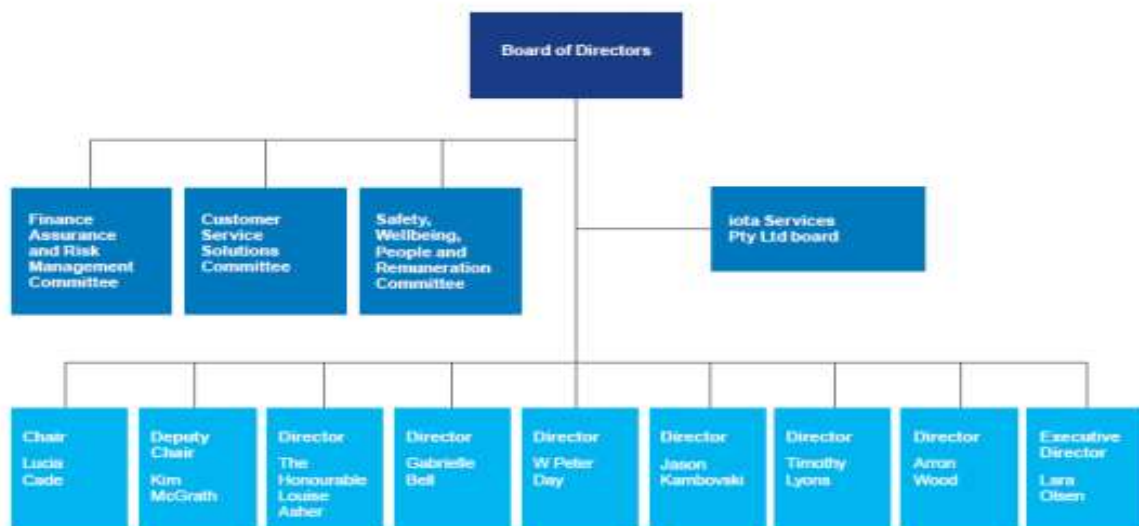 Board of Directors
Finance
Assurance
and Risk
Management
Committee
Customer
Service
Solutions
Committee
Safety,
Wellbeing,
People and
Remuneration
Committee
iota Services
Pty Ltd board
Chair
Lucia
Cade
Deputy
Chair
Kim
McGrath
Director
The
Honourable
Louise
Asher
Director
Gabrielle
Bell
Director
W Peter
Day
Director
Jason
Kambovski
Director
Timothy
Lyons
Director
Arron
Wood
Executive
Director
Lara
Olsen